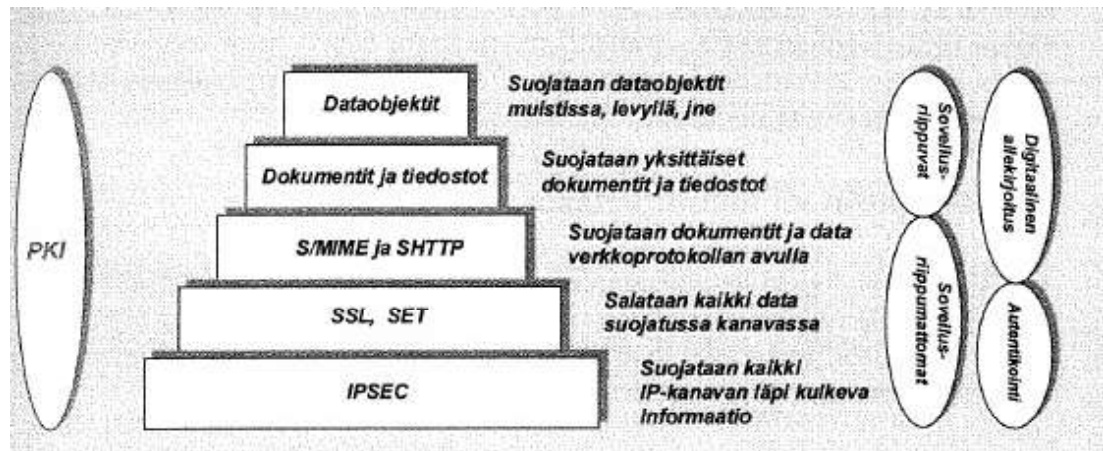 PKI
Dataobjektit
Suojataan dataobjektit
muistissa, levyllä, jne
Dokumentit ja tiedostot
Suojataan yksittäiset
dokumentit ja tiedostot
S/MIME ja SHTTP
Suojataan dokumentit ja data
verkkoprotokollan avulla
SSL, SET
Salataan kaikki data
suojatussa kanavassa
IPSEC
Suojataan kaikki
IP-kanavan läpi kulkeva
Informaatio
Sovellus-
riippuvat
Sovellus-
riippumattomat
Digitaalinen
allekirjoitus
Autentikointi